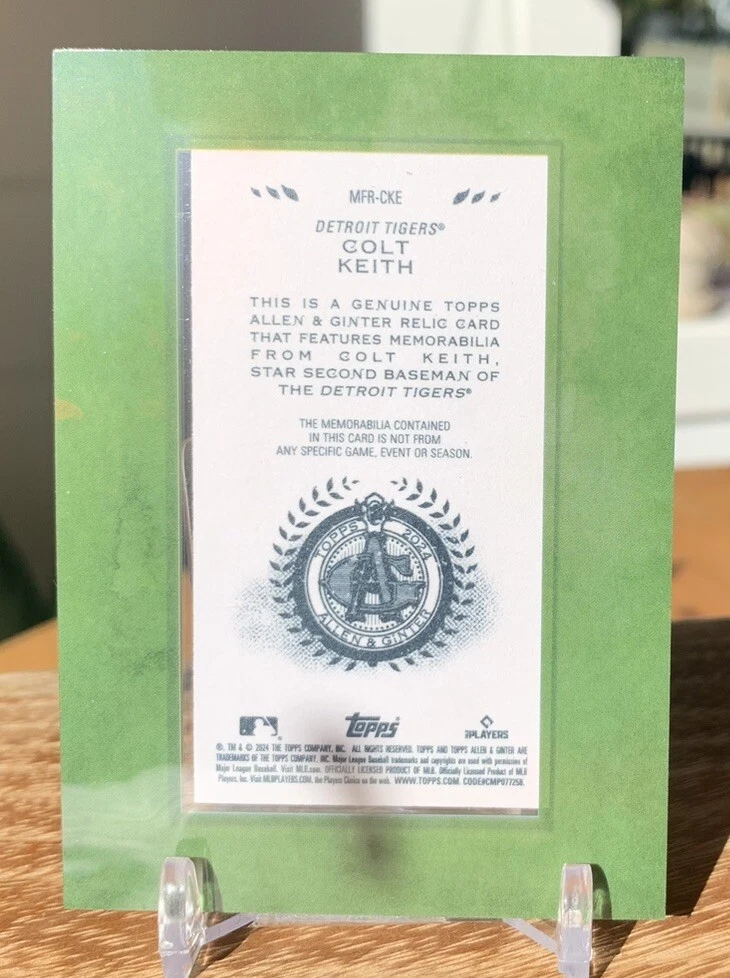 MFR-CKE
DETROIT TIGERS®
COLT
KEITH
THIS IS A GENUINE TOPPS
ALLEN & GINTER RELIC CARD
THAT FEATURES MEMORABILIA
FROM COLT KEITH,
STAR SECOND BASEMAN OF
THE DETROIT TIGERS®
THE MEMORABILIA CONTAINED
IN THIS CARD IS NOT FROM
ANY SPECIFIC GAME, EVENT OR SEASON.
TOPPS 2024
AG
ALLEN & GINTER
Topps®
PLAYERS
®, TM & © 2024 THE TOPPS COMPANY, INC. ALL RIGHTS RESERVED. TOPPS AND TOPPS ALLEN & GINTER ARE
TRADEMARKS OF THE TOPPS COMPANY, INC. Major League Baseball trademarks and copyrights are used with permission of
Major League Baseball. Visit MLB.com. OFFICIALLY LICENSED PRODUCT OF MLB. Officially Licensed Product of MLB
Players, Inc. Visit MLBPLAYERS.COM, the Players Choice on the web. WWW.TOPPS.COM CODE#CMP077258.